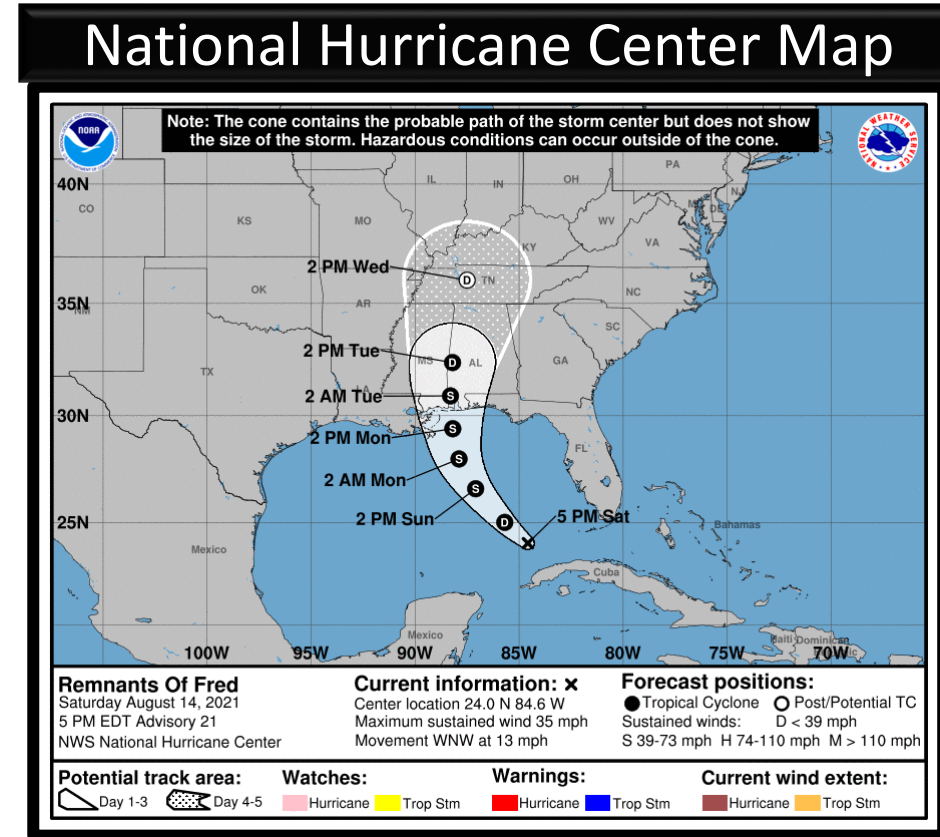 National Hurricane Center Map
Note: The cone contains the probable path of the storm center but does not show
the size of the storm. Hazardous conditions can occur outside of the cone.
NOAA
NATIONAL WEATHER SERVICE
PA
IL
IN
OH
40N
NJ
DE
CO
KS
MO
WV
VA
KY
2 PM Wed
D
TN
OK
NC
35N
AR
NM
SC
2 PM Tue
MS
D
AL
GA
TX
LA
2 AM Tue
S
30N
2 PM Mon
S
FL
S
2 AM Mon
S
2 PM Sun
25N
D
5 PM Sat
Bahamas
Mexico
Cuba
Mexico
Haiti
100W
95W
90W
85W
80W
75W
70W
Remnants Of Fred
Saturday August 14, 2021
5 PM EDT Advisory 21
NWS National Hurricane Center
Current information: x
Center location 24.0 N 84.6 W
Maximum sustained wind 35 mph
Movement WNW at 13 mph
Forecast positions:
Tropical Cyclone Post/Potential TC
Sustained winds: D < 39 mph
S 39-73 mph H 74-110 mph M > 110 mph
Potential track area:
Day 1-3 Day 4-5
Watches:
Hurricane Trop Stm
Warnings:
Hurricane Trop Stm
Current wind extent:
Hurricane Trop Stm